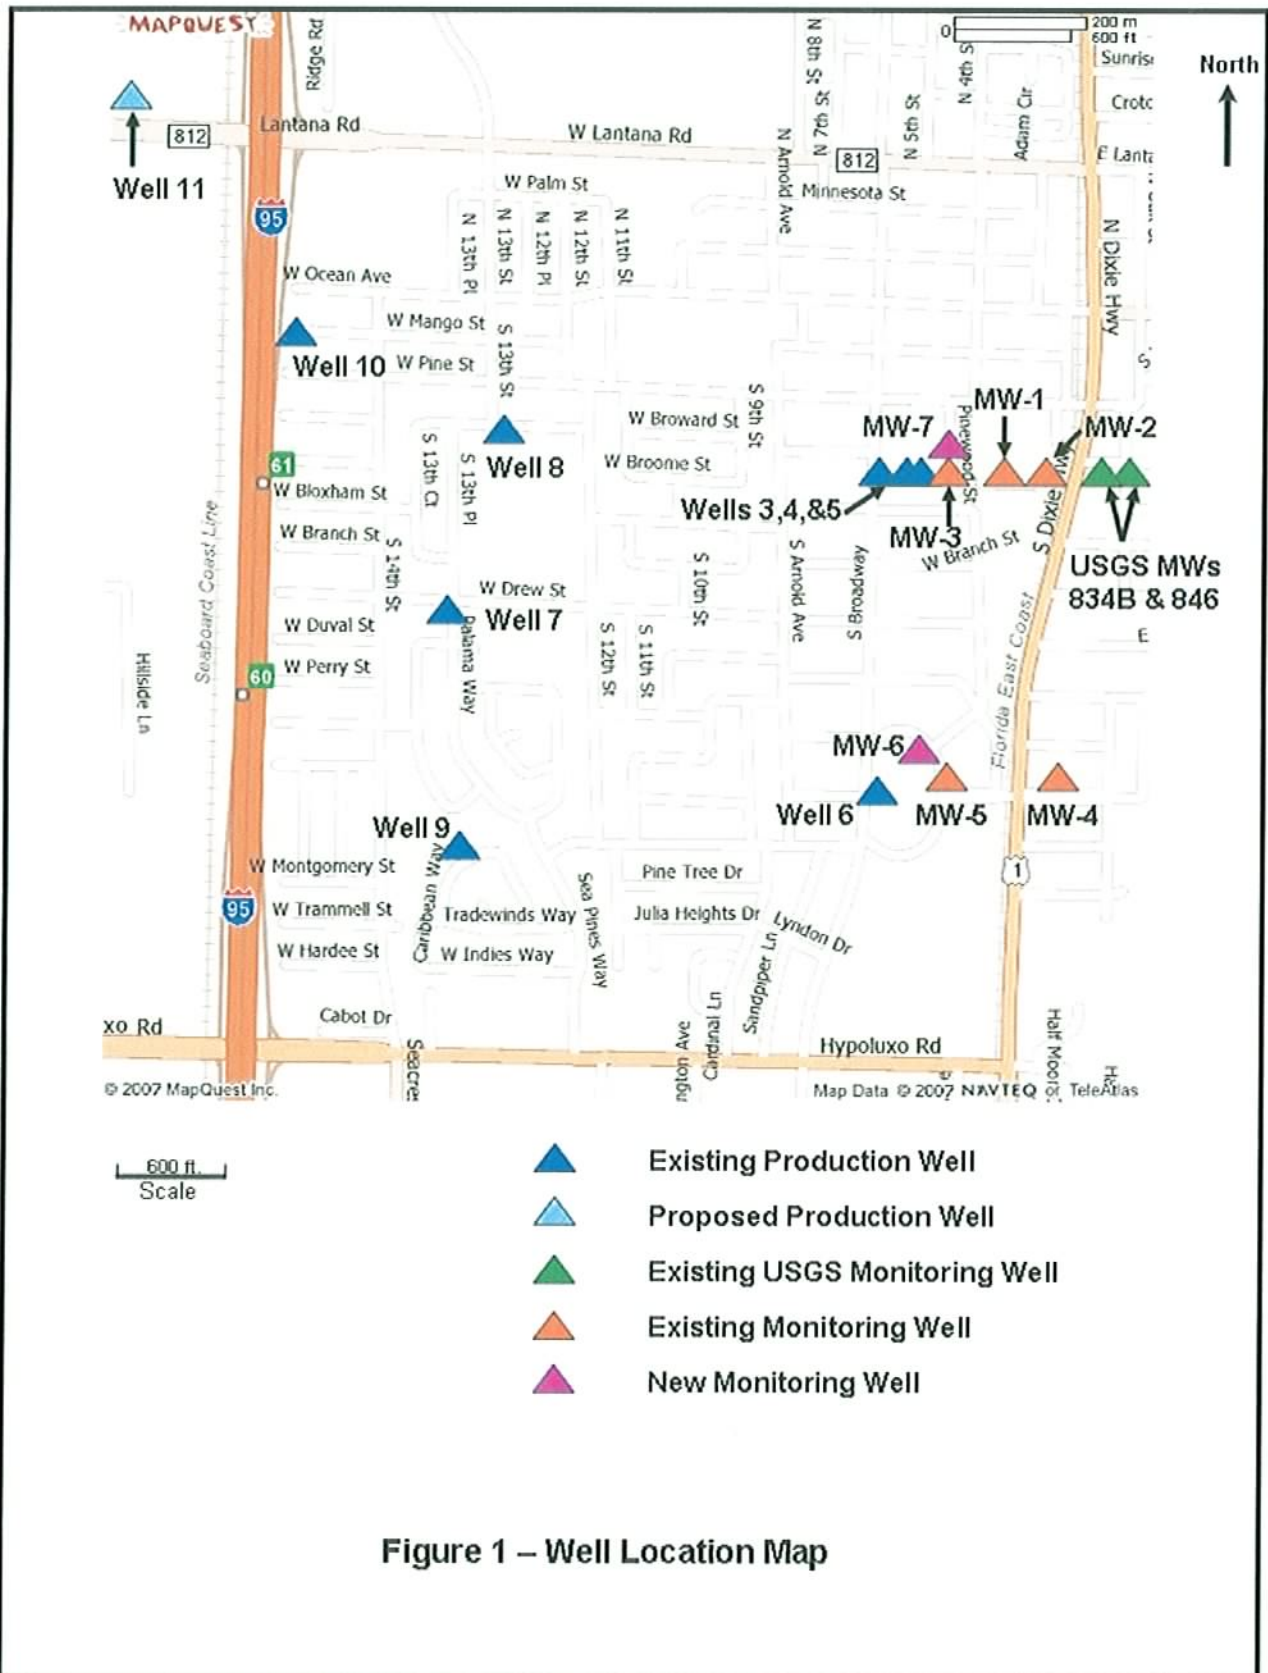 MAPQUEST
Ridge Rd
N 8th St
N 7th St
N 5th St
N 4th S
Adam Cir
0
200 m
600 ft
Sunris
North
Croto
812
Lantana Rd
W Lantana Rd
812
E Lanta
N Arnold Ave
Well 11
W Palm St
Minnesota St
95
N 13th Pl
N 13th St
N 12th Pl
N 12th St
N 11th St
N Dixie Hwy
W Ocean Ave
W Mango St
S 13th St
Well 10
W Pine St
S
S 9th St
MW-1
W Broward St
MW-7
Pinewood St
MW-2
Well 8
W Broome St
S 13th Ct
S 13th Pl
61
W Bloxham St
Wells 3,4,&5
MW-3
S Dixie
W Branch St
W Branch St
USGS MWs
834B & 846
Seaboard Coast Line
S 14th St
S 10th St
S Arnold Ave
S Broadway
W Drew St
Well 7
W Duval St
E
Palama Way
S 12th St
S 11th St
Florida East Coast
Hillside Ln
W Perry St
60
MW-6
Well 6
MW-5
MW-4
Well 9
W Montgomery St
Caribbean Way
Pine Tree Dr
1
95
W Trammell St
Tradewinds Way
Sea Pines Way
Julia Heights Dr
Lyndon Dr
W Hardee St
W Indies Way
Sandpiper Ln
Cabot Dr
xo Rd
Seacre
ngton Ave
Cardinal Ln
Hypoluxo Rd
Half Moon
Ha
© 2007 MapQuest Inc.
Map Data © 2007 NAVTEQ or TeleAtlas
600 ft.
Scale
Existing Production Well
Proposed Production Well
Existing USGS Monitoring Well
Existing Monitoring Well
New Monitoring Well
Figure 1 – Well Location Map